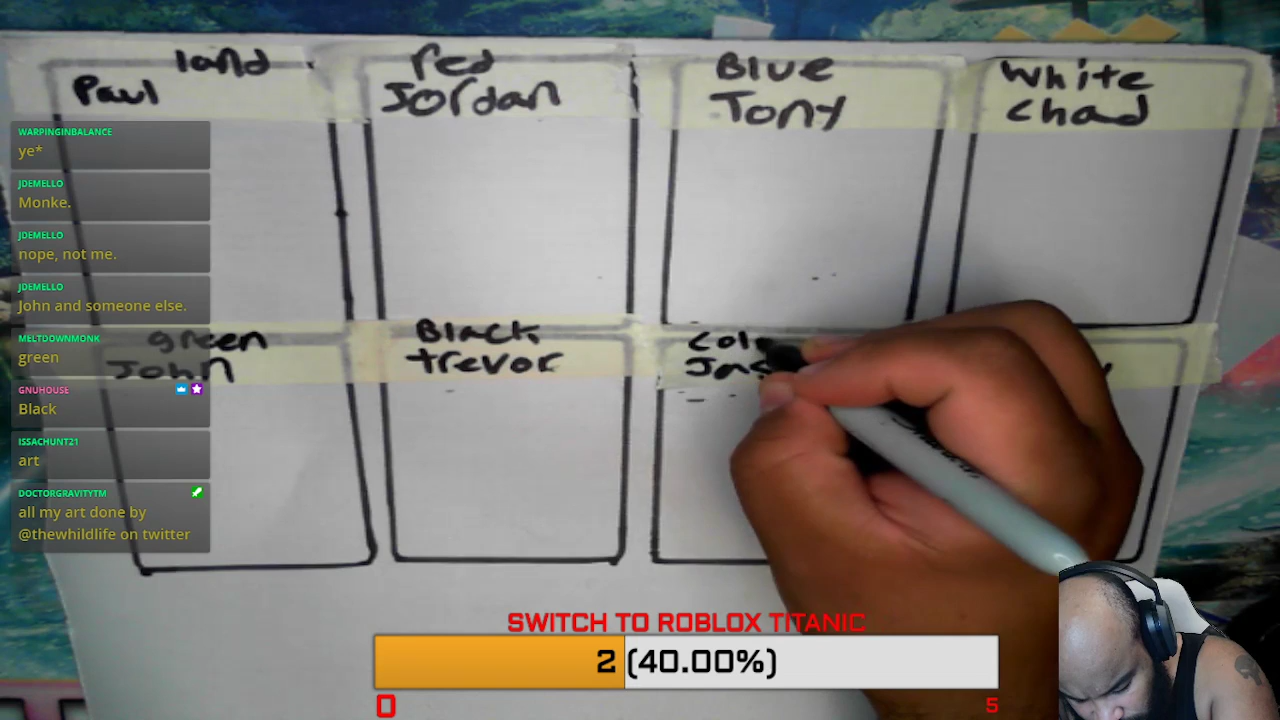 land
Paul
red
Jordan
Blue
Tony
White
Chad
green
John
Black
trevor
WARPINGINBALANCE
ye*
JDEMELLO
Monke.
JDEMELLO
nope, not me.
JDEMELLO
John and someone else.
MELTDOWNMONK
green
GNUHOUSE
Black
ISSACHUNT21
art
DOCTORGRAVITYTM
all my art done by
@thewhildlife on twitter
SWITCH TO ROBLOX TITANIC
2 (40.00%)
0
5